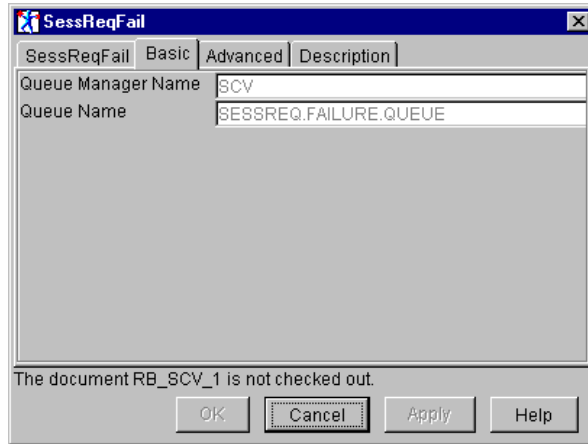 SessReqFail
SessReqFail Basic Advanced Description
Queue Manager Name SCV
Queue Name SESSREQ.FAILURE.QUEUE
The document RB_SCV_1 is not checked out.
OK Cancel Apply Help